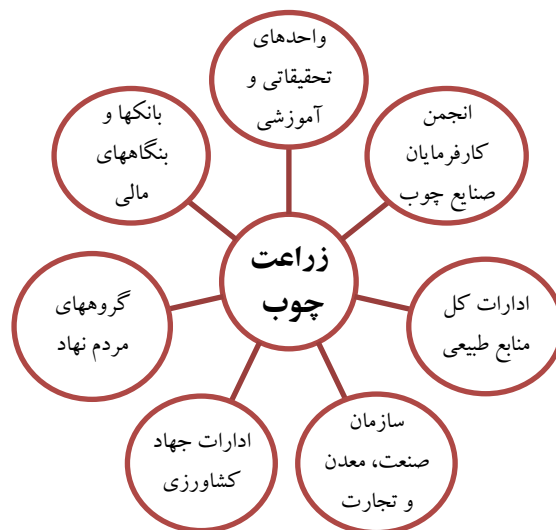 واحدهای
تحقیقاتی و
آموزشی
انجمن
کارفرمایان
صنایع چوب
ادارات کل
منابع طبیعی
سازمان
صنعت، معدن
و تجارت
ادارات جهاد
کشاورزی
گروههای
مردم نهاد
بانکها و
بنگاههای
مالی
زراعت
چوب